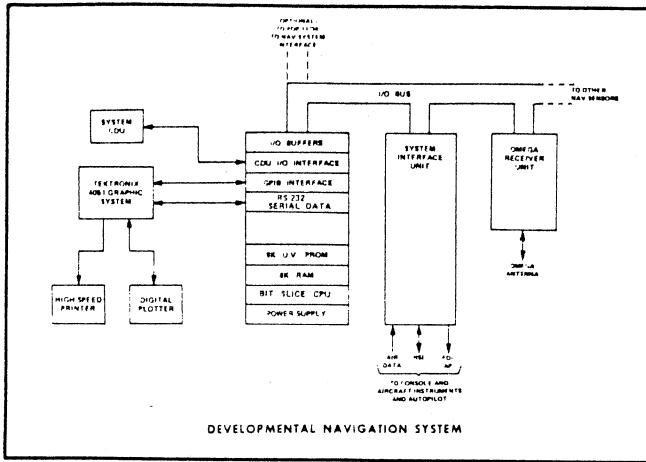 OPTIONAL
TO NAV SYSTEM
INTERFACE
I/O BUS
TO OTHER
NAV SENSORS
SYSTEM
CDU
TEKTRONIX
4051 GRAPHIC
SYSTEM
HIGH SPEED
PRINTER
DIGITAL
PLOTTER
I/O BUFFERS
CDU I/O INTERFACE
GPIB INTERFACE
RS 232
SERIAL DATA
8K U.V. PROM
8K RAM
BIT SLICE CPU
POWER SUPPLY
SYSTEM
INTERFACE
UNIT
OMEGA
RECEIVER
UNIT
OMEGA
ANTENNA
AIR
DATA
HSI
FD-
AP
TO CONSOLE AND
AIRCRAFT INSTRUMENTS
AND AUTOPILOT
DEVELOPMENTAL NAVIGATION SYSTEM